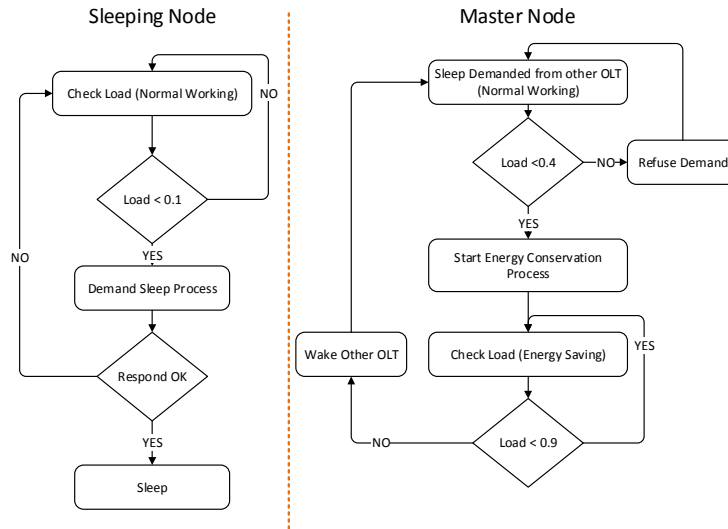 Sleeping Node
Check Load (Normal Working)
NO
Load < 0.1
YES
Demand Sleep Process
NO
Respond OK
YES
Sleep
Master Node
Sleep Demanded from other OLT
(Normal Working)
Load <0.4
NO
Refuse Demand
YES
Start Energy Conservation
Process
Wake Other OLT
Check Load (Energy Saving)
YES
NO
Load < 0.9